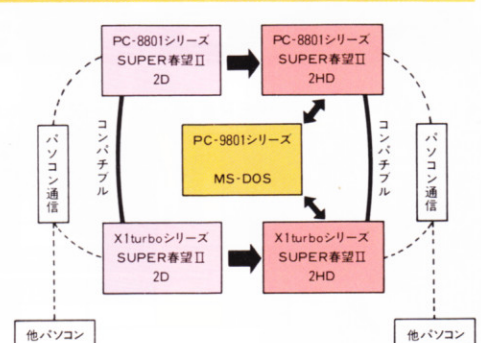 PC-8801シリーズ
SUPER春望Ⅱ
2D
PC-8801シリーズ
SUPER春望Ⅱ
2HD
コンパチブル
PC-9801シリーズ
MS-DOS
コンパチブル
パソコン通信
パソコン通信
X1turboシリーズ
SUPER春望Ⅱ
2D
X1turboシリーズ
SUPER春望Ⅱ
2HD
他パソコン
他パソコン